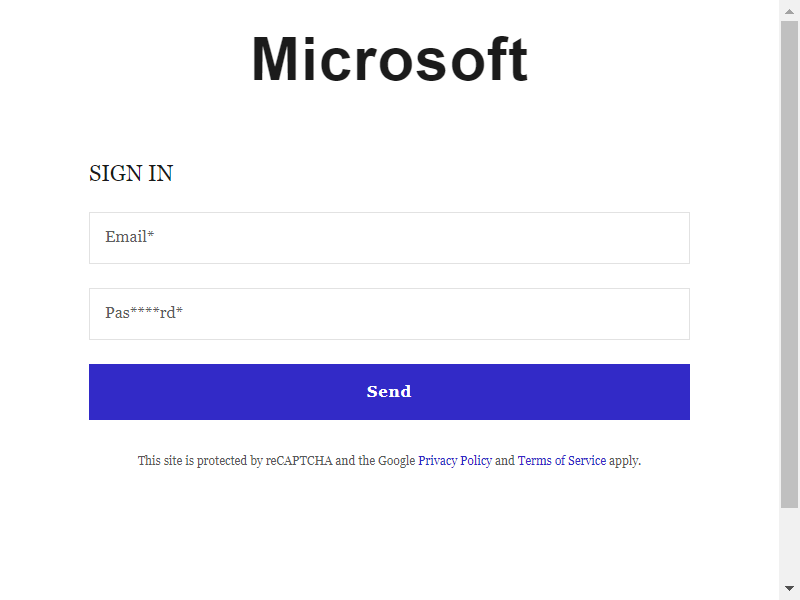 Microsoft
SIGN IN
Email*
Pas****rd*
Send
This site is protected by reCAPTCHA and the Google Privacy Policy and Terms of Service apply.